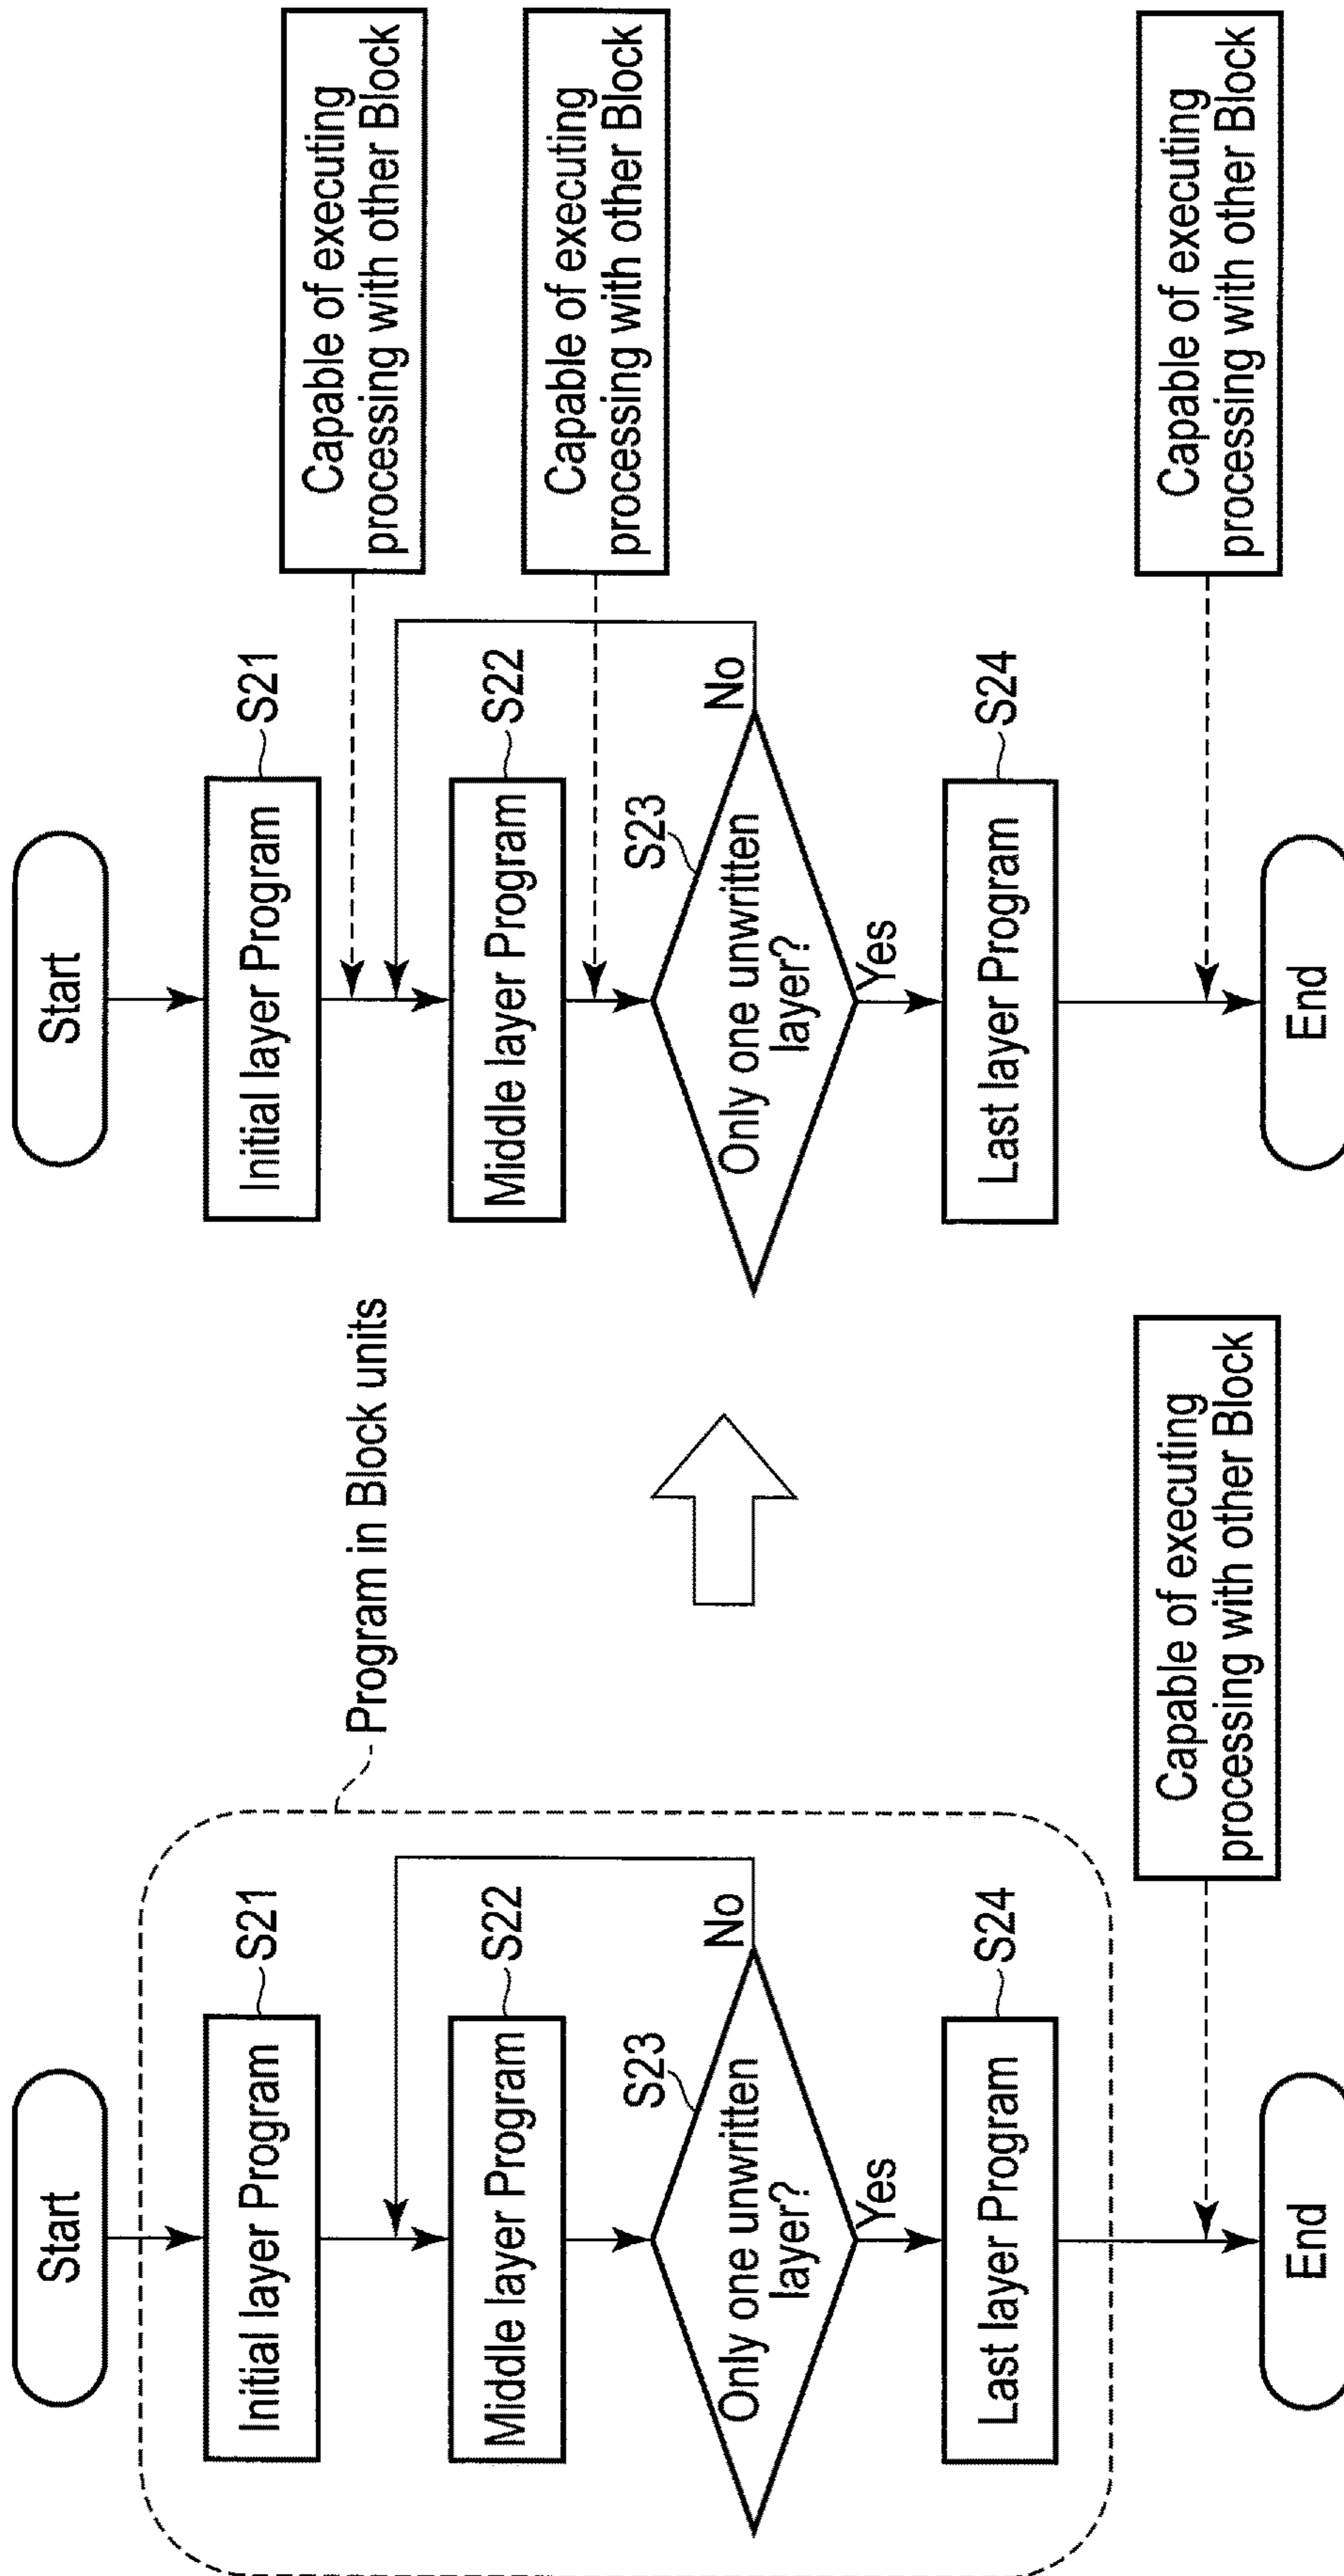 Start
Initial layer Program
S21
Program in Block units
Middle layer Program
S22
S23
Only one unwritten
layer?
No
Yes
Last layer Program
S24
Capable of executing
processing with other Block
End
Start
Initial layer Program
S21
Capable of executing
processing with other Block
Middle layer Program
S22
Capable of executing
processing with other Block
S23
Only one unwritten
layer?
No
Yes
Last layer Program
S24
Capable of executing
processing with other Block
End